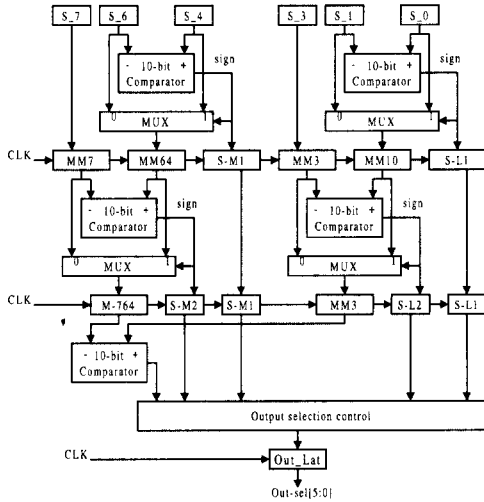 S_7 S_6 S_4 S_3 S_1 S_0
sign sign
- 10-bit + - 10-bit +
Comparator Comparator
0 1 0 1
MUX MUX
CLK MM7 MM64 S-M1 MM3 MM10 S-L1
- 10-bit + sign - 10-bit + sign
Comparator Comparator
0 1 0 1
MUX MUX
CLK M-764 S-M2 S-M1 MM3 S-L2 S-L1
- 10-bit +
Comparator
Output selection control
CLK Out_Lat
Out-sel[5:0]